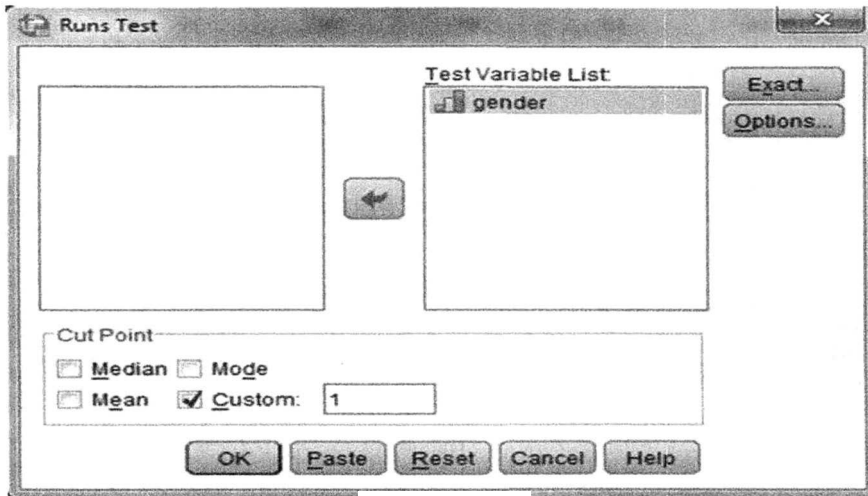 Runs Test
Test Variable List:
gender
Exact...
Options...
Cut Point
Median Mode
Mean Custom: 1
OK Paste Reset Cancel Help